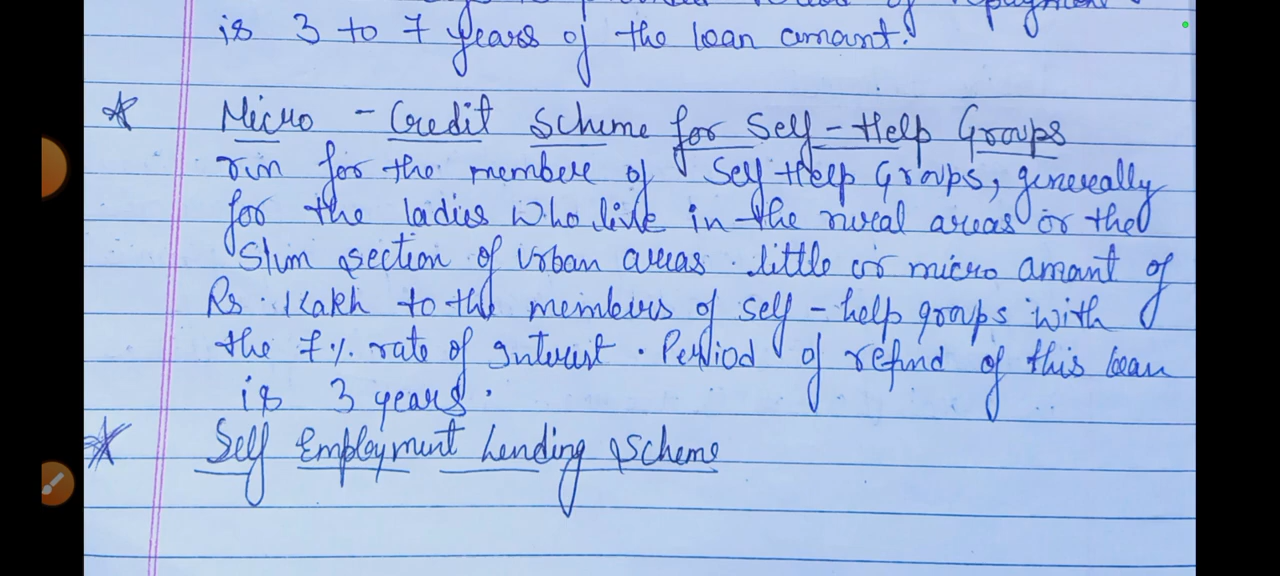 is 3 to 7 years of the loan amant.
Micro - Credit Scheme for Self-Help Groups
run for the members of Self Help Groups, generally
for the ladies who live in the rural areas or the
Slum section of Urban areas. little or micro amant of
Rs. 1 Lakh to the members of self-help groups with
the 7% rate of interest. Period of refund of this loan
is 3 years.
Self Employment Lending Scheme